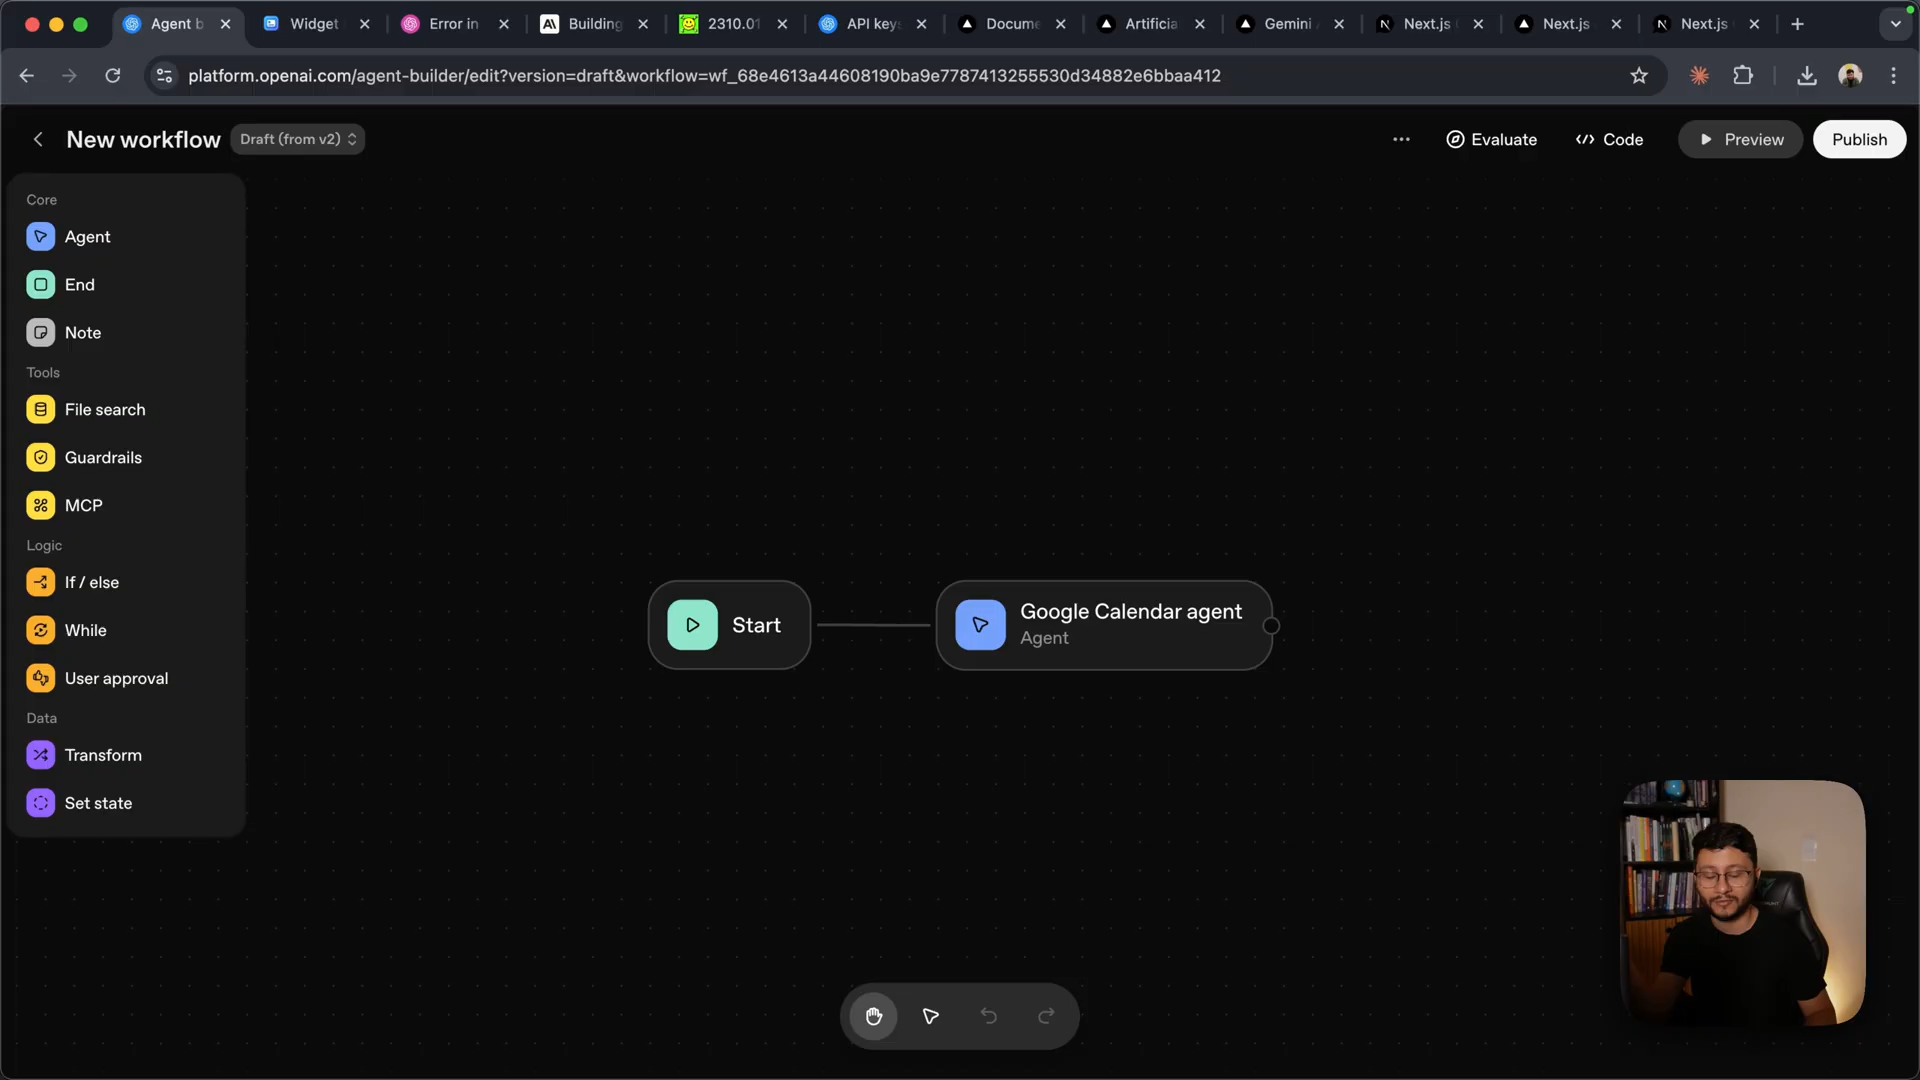 Agent b
Widget
Error in
Building
2310.01
API keys
Docume
Artificia
Gemini
Next.js
Next.js
Next.js
platform.openai.com/agent-builder/edit?version=draft&workflow=wf_68e4613a44608190ba9e7787413255530d34882e6bbaa412
New workflow
Draft (from v2)
Evaluate
Code
Preview
Publish
Core
Agent
End
Note
Tools
File search
Guardrails
MCP
Logic
If / else
While
User approval
Data
Transform
Set state
Start
Google Calendar agent
Agent